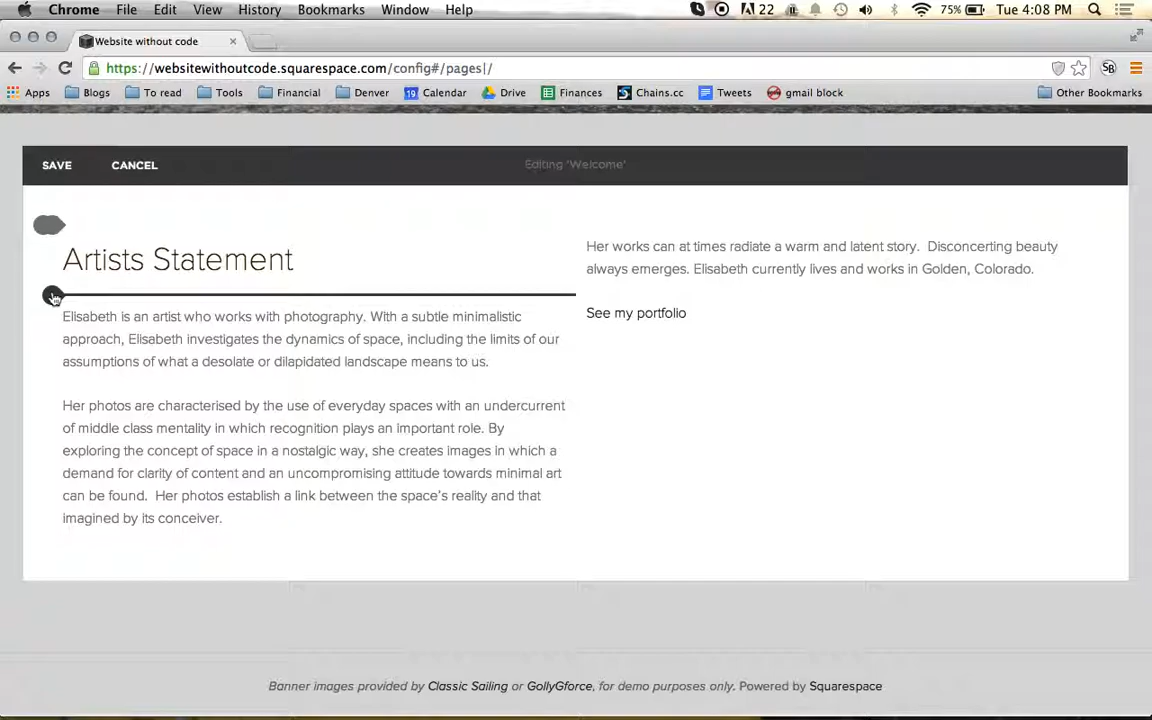 Chrome File Edit View History Bookmarks Window Help 22 75% Tue 4:08 PM
Website without code
https://websitewithoutcode.squarespace.com/config#/pages|/
Apps Blogs To read Tools Financial Denver 19 Calendar Drive Finances Chains.cc Tweets gmail block Other Bookmarks
SAVE CANCEL Editing 'Welcome'
Artists Statement
Elisabeth is an artist who works with photography. With a subtle minimalistic
approach, Elisabeth investigates the dynamics of space, including the limits of our
assumptions of what a desolate or dilapidated landscape means to us.
Her photos are characterised by the use of everyday spaces with an undercurrent
of middle class mentality in which recognition plays an important role. By
exploring the concept of space in a nostalgic way, she creates images in which a
demand for clarity of content and an uncompromising attitude towards minimal art
can be found.  Her photos establish a link between the space's reality and that
imagined by its conceiver.
Her works can at times radiate a warm and latent story.  Disconcerting beauty
always emerges. Elisabeth currently lives and works in Golden, Colorado.
See my portfolio
Banner images provided by Classic Sailing or GollyGforce, for demo purposes only. Powered by Squarespace